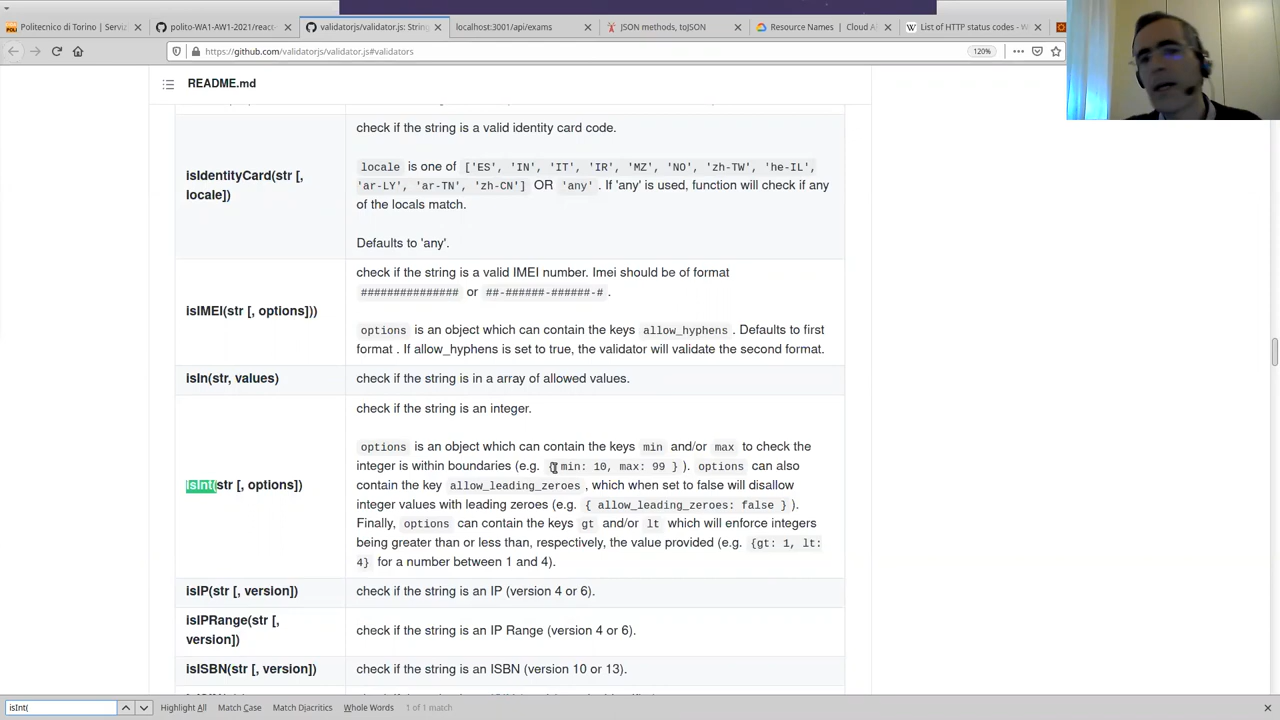 Politecnico di Torino | Servizi
polito-WA1-AW1-2021/react-
validatorjs/validator.js: Strin
localhost:3001/api/exams
JSON methods, toJSON
Resource Names | Cloud A
List of HTTP status codes -
https://github.com/validatorjs/validator.js#validators
120%
README.md
check if the string is a valid identity card code.
isIdentityCard(str [,
locale])
locale is one of ['ES', 'IN', 'IT', 'IR', 'MZ', 'NO', 'zh-TW', 'he-IL',
'ar-LY', 'ar-TN', 'zh-CN'] OR 'any'. If 'any' is used, function will check if any
of the locals match.
Defaults to 'any'.
check if the string is a valid IMEI number. Imei should be of format
############### or ##-######-######-#.
isIMEI(str [, options]))
options is an object which can contain the keys allow_hyphens. Defaults to first
format . If allow_hyphens is set to true, the validator will validate the second format.
isIn(str, values)
check if the string is in a array of allowed values.
check if the string is an integer.
isInt(str [, options])
options is an object which can contain the keys min and/or max to check the
integer is within boundaries (e.g. { min: 10, max: 99 }). options can also
contain the key allow_leading_zeroes, which when set to false will disallow
integer values with leading zeroes (e.g. { allow_leading_zeroes: false }).
Finally, options can contain the keys gt and/or lt which will enforce integers
being greater than or less than, respectively, the value provided (e.g. {gt: 1, lt:
4} for a number between 1 and 4).
isIP(str [, version])
check if the string is an IP (version 4 or 6).
isIPRange(str [,
version])
check if the string is an IP Range (version 4 or 6).
isISBN(str [, version])
check if the string is an ISBN (version 10 or 13).
isInt(
Highlight All
Match Case
Match Diacritics
Whole Words
1 of 1 match